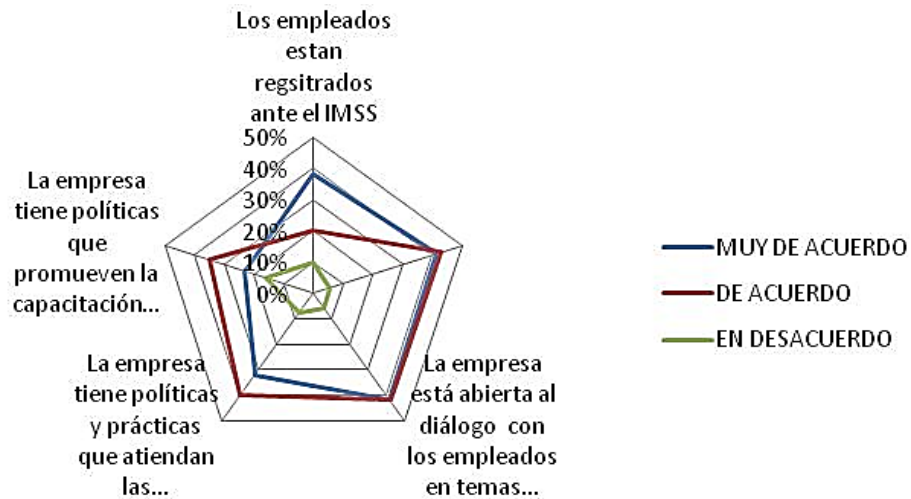 Los empleados
estan
regsitrados
ante el IMSS
50%
40%
30%
20%
10%
0%
La empresa
tiene políticas
que
promueven la
capacitación...
La empresa
tiene políticas
y prácticas
que atiendan
las...
La empresa
está abierta al
diálogo con
los empleados
en temas...
MUY DE ACUERDO
DE ACUERDO
EN DESACUERDO